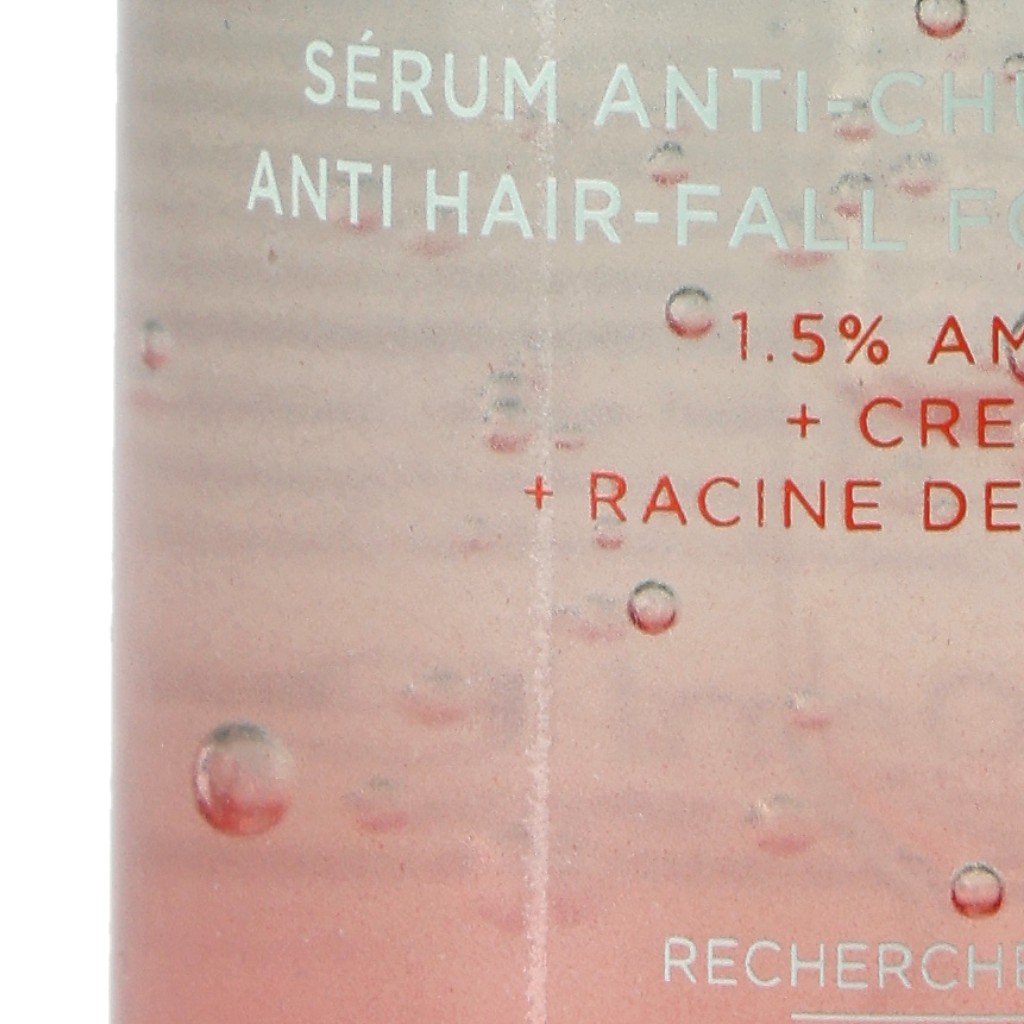 SÉRUM ANTI-CHU
ANTI HAIR-FALL FO
1.5% AM
+ CRE
+ RACINE DE
RECHERCHE